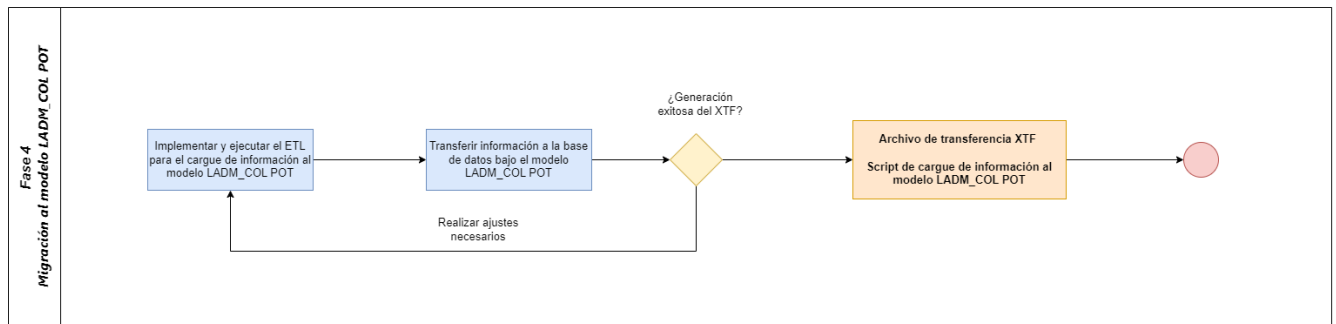 Fase 4
Migración al modelo LADM_COL POT
Implementar y ejecutar el ETL
para el cargue de información al
modelo LADM_COL POT
Transferir información a la base
de datos bajo el modelo
LADM_COL POT
¿Generación
exitosa del XTF?
Archivo de transferencia XTF
Script de cargue de información al
modelo LADM_COL POT
Realizar ajustes
necesarios